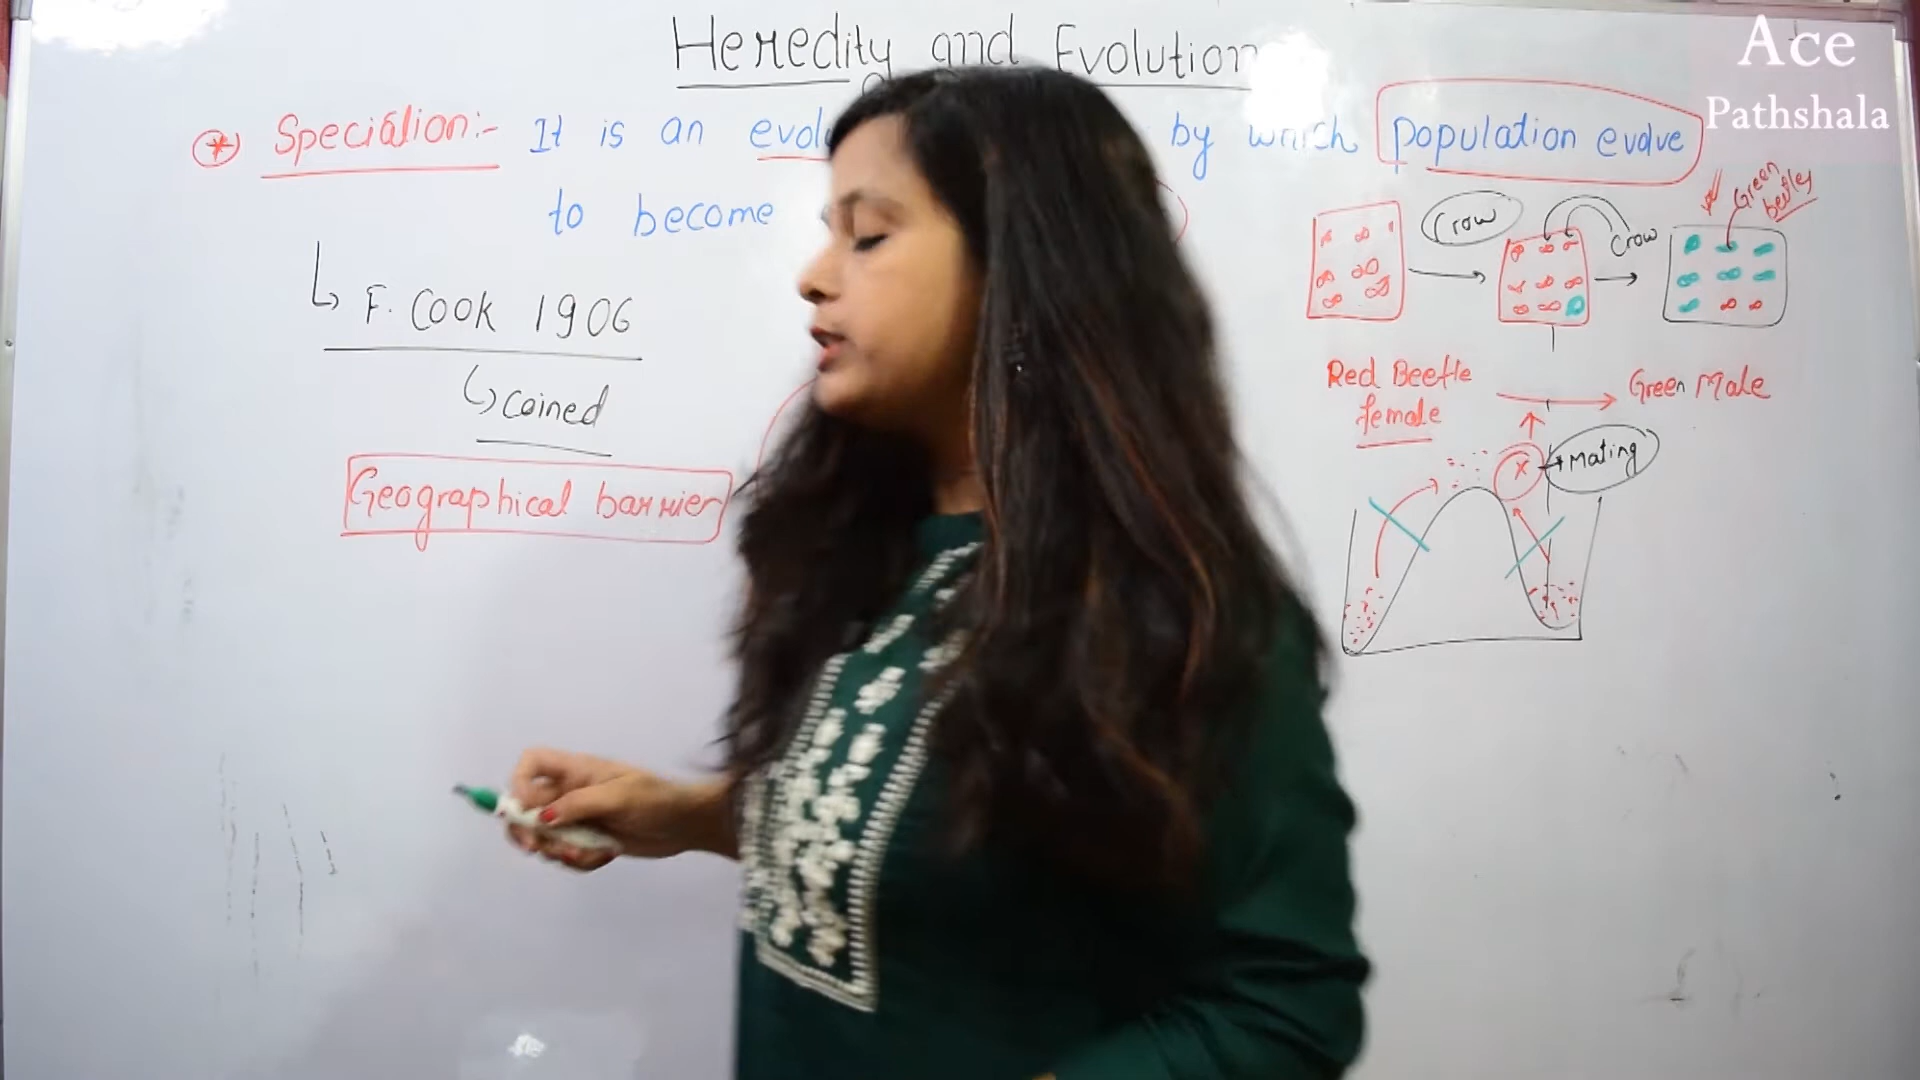 Heredity and Evolution
Ace
Pathshala
Speciation:- It is an evolu by which population evolve
to become
F. Cook 1906
coined
Geographical barrier
Crow
Crow
Green
beetles
Red Beetle
female
Green Male
x
Mating